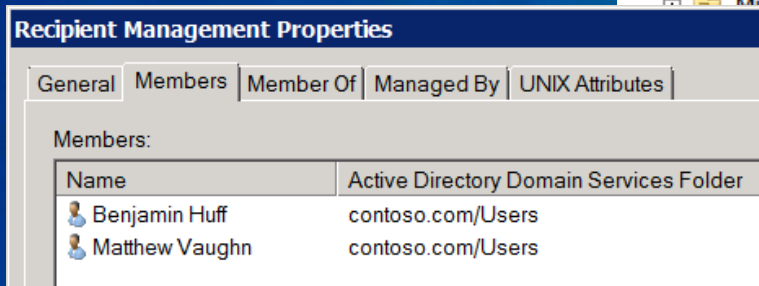 Recipient Management Properties
General Members Member Of Managed By UNIX Attributes
Members:
Name Active Directory Domain Services Folder
Benjamin Huff contoso.com/Users
Matthew Vaughn contoso.com/Users